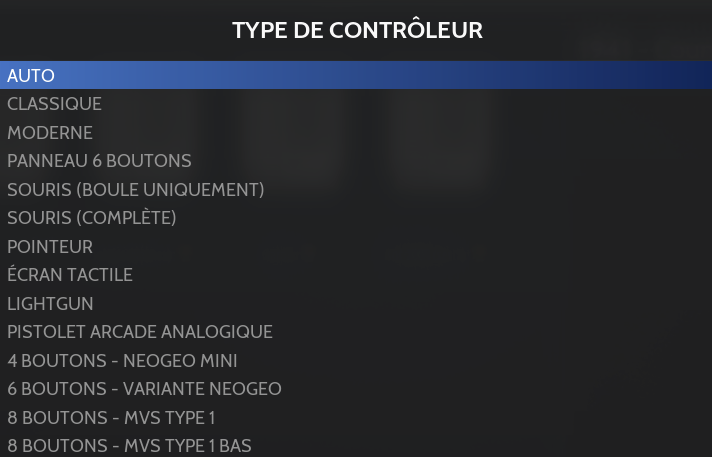 TYPE DE CONTRÔLEUR
AUTO
CLASSIQUE
MODERNE
PANNEAU 6 BOUTONS
SOURIS (BOULE UNIQUEMENT)
SOURIS (COMPLÈTE)
POINTEUR
ÉCRAN TACTILE
LIGHTGUN
PISTOLET ARCADE ANALOGIQUE
4 BOUTONS - NEOGEO MINI
6 BOUTONS - VARIANTE NEOGEO
8 BOUTONS - MVS TYPE 1
8 BOUTONS - MVS TYPE 1 BAS